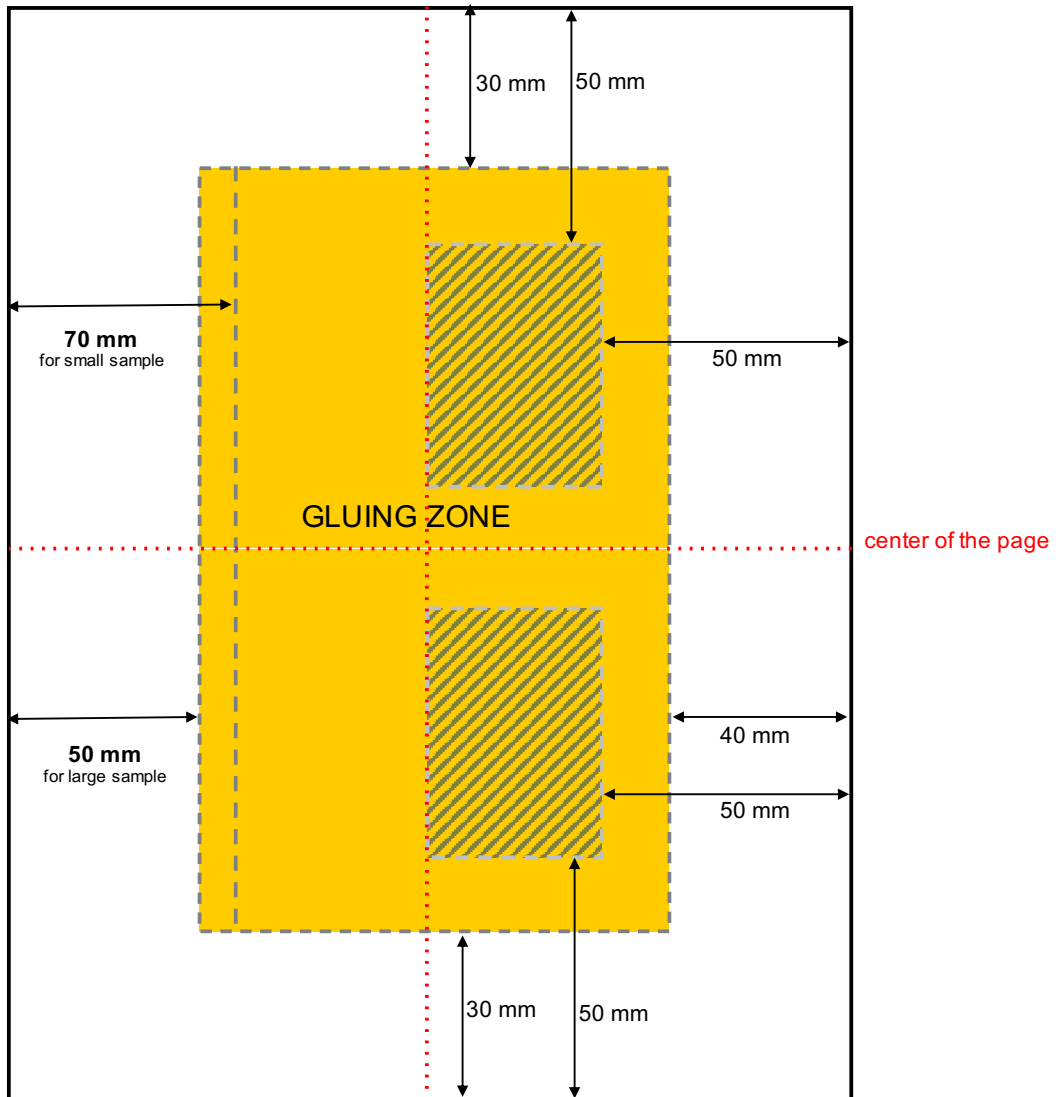 30 mm
50 mm
70 mm
for small sample
50 mm
GLUING ZONE
center of the page
50 mm
for large sample
40 mm
50 mm
30 mm
50 mm